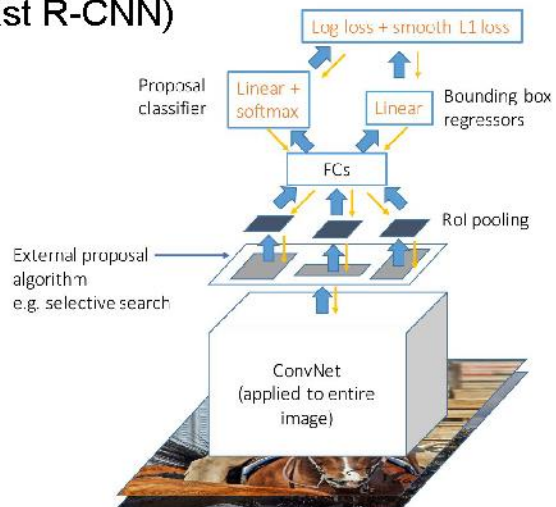 st R-CNN)
Log loss + smooth L1 loss
Proposal
classifier
Linear +
softmax
Linear
Bounding box
regressors
FCs
RoI pooling
External proposal
algorithm
e.g. selective search
ConvNet
(applied to entire
image)